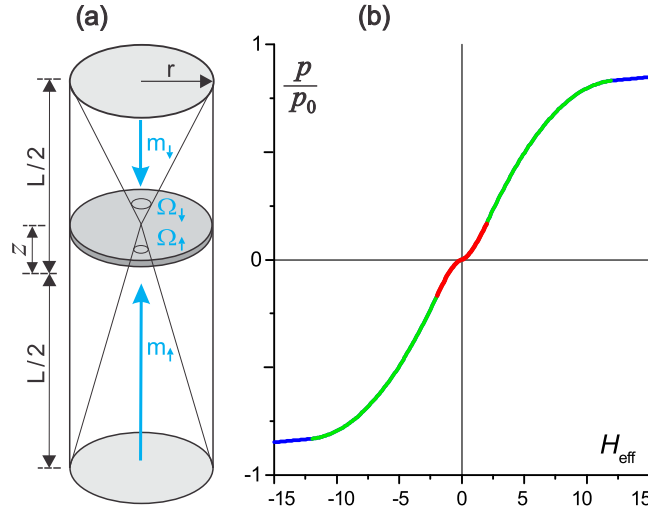 (a)
r
m↓
Ω↓
Ω↑
m↑
L/2
z
L/2
(b)
p/p₀
1
0
-1
-15 -10 -5 0 5 10 15
H_eff